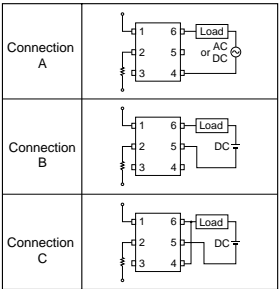 Connection
A
1 6 Load
2 5 or AC
DC
3 4
Connection
B
1 6 Load
2 5 DC
3 4
Connection
C
1 6 Load
2 5 DC
3 4